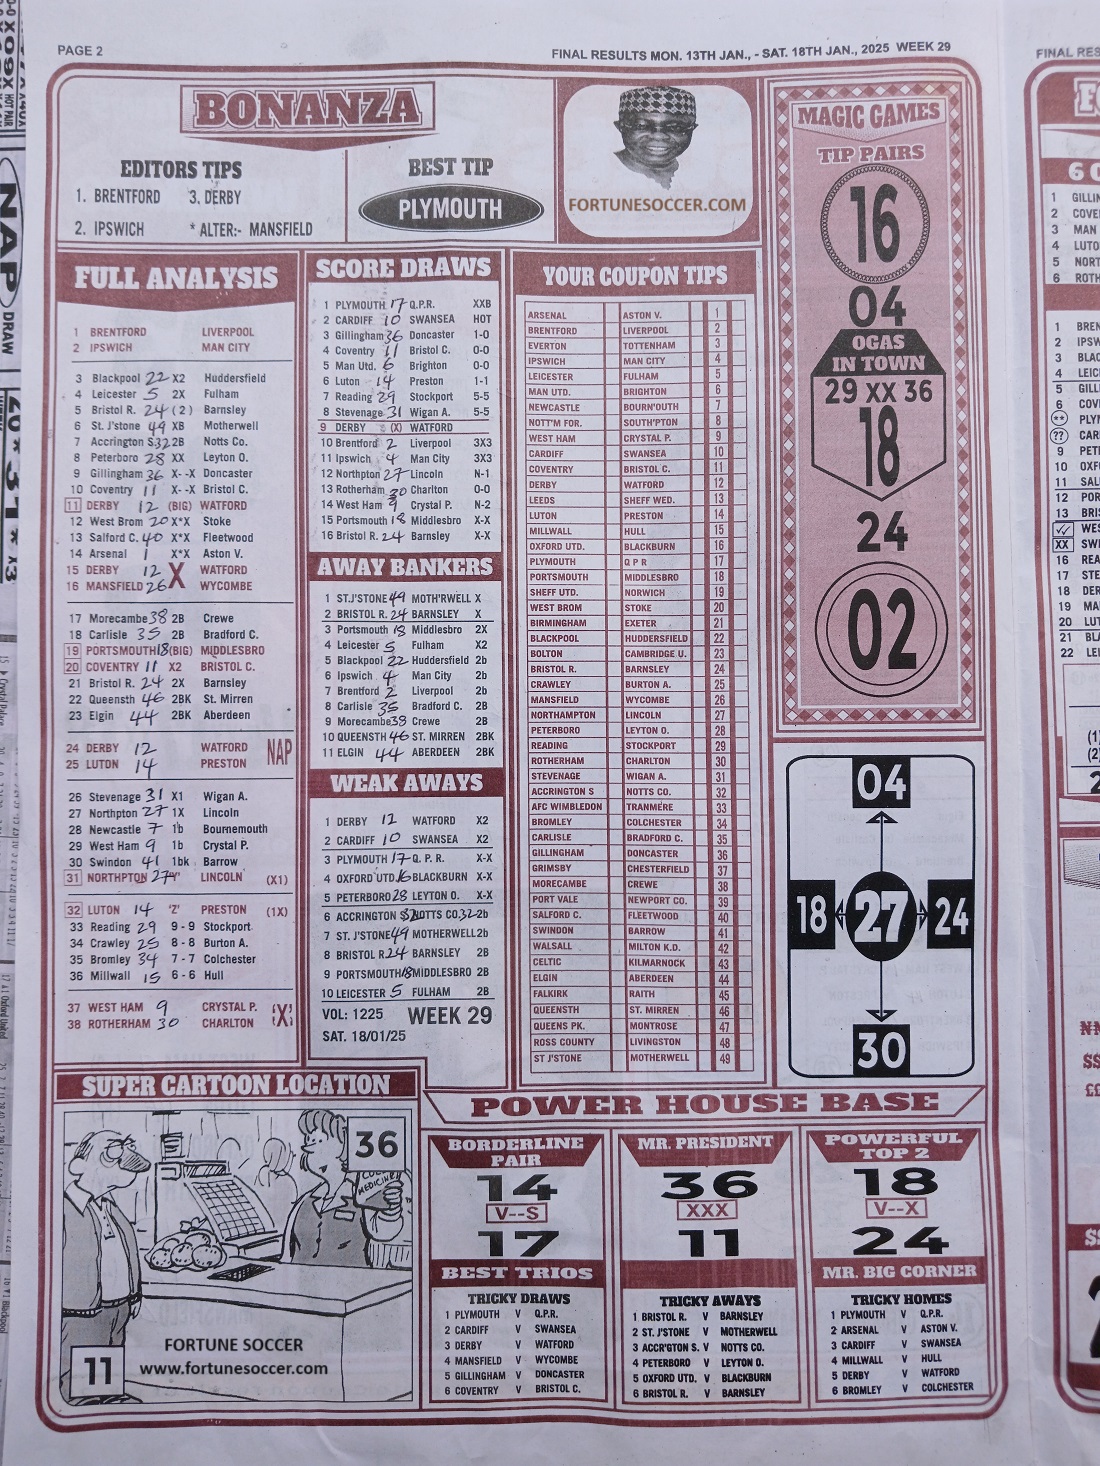 PAGE 2
FINAL RESULTS MON. 13TH JAN., - SAT. 18TH JAN., 2025 WEEK 29
BONANZA
EDITORS TIPS
1. BRENTFORD 3. DERBY
2. IPSWICH * ALTER:- MANSFIELD
BEST TIP
PLYMOUTH
FORTUNESOCCER.COM
MAGIC GAMES
TIP PAIRS
16
04
OGAS
IN TOWN
29 XX 36
18
24
02
FULL ANALYSIS
1 BRENTFORD LIVERPOOL
2 IPSWICH MAN CITY
3 Blackpool 22 X2 Huddersfield
4 Leicester 5 2X Fulham
5 Bristol R. 24 (2) Barnsley
6 St. J'stone 49 XB Motherwell
7 Accrington S 32 2B Notts Co.
8 Peterboro 28 XX Leyton O.
9 Gillingham 36 X-.X Doncaster
10 Coventry 11 X-.X Bristol C.
11 DERBY 12 (BIG) WATFORD
12 West Brom 20 X*X Stoke
13 Salford C. 40 X*X Fleetwood
14 Arsenal 1 X*X Aston V.
15 DERBY 12 X WATFORD
16 MANSFIELD 26 WYCOMBE
17 Morecambe 38 2B Crewe
18 Carlisle 35 2B Bradford C.
19 PORTSMOUTH 18 (BIG) MIDDLESBRO
20 COVENTRY 11 X2 BRISTOL C.
21 Bristol R. 24 2X Barnsley
22 Queensth 46 2BK St. Mirren
23 Elgin 44 2BK Aberdeen
24 DERBY 12 WATFORD NAP
25 LUTON 14 PRESTON
26 Stevenage 31 X1 Wigan A.
27 Northpton 27 1X Lincoln
28 Newcastle 7 1b Bournemouth
29 West Ham 9 1b Crystal P.
30 Swindon 41 1bk Barrow
31 NORTHPTON 27 LINCOLN (X1)
32 LUTON 14 'Z' PRESTON (1X)
33 Reading 29 9-9 Stockport
34 Crawley 25 8-8 Burton A.
35 Bromley 34 7-7 Colchester
36 Millwall 15 6-6 Hull
37 WEST HAM 9 CRYSTAL P. (X)
38 ROTHERHAM 30 CHARLTON
SCORE DRAWS
1 PLYMOUTH 17 Q.P.R. XXB
2 CARDIFF 10 SWANSEA HOT
3 Gillingham 36 Doncaster 1-0
4 Coventry 11 Bristol C. 0-0
5 Man Utd. 6 Brighton 0-0
6 Luton 14 Preston 1-1
7 Reading 29 Stockport 5-5
8 Stevenage 31 Wigan A. 5-5
9 DERBY (X) WATFORD
10 Brentford 2 Liverpool 3X3
11 Ipswich 4 Man City 3X3
12 Northpton 27 Lincoln N-1
13 Rotherham 30 Charlton 0-0
14 West Ham 9 Crystal P. N-2
15 Portsmouth 18 Middlesbro X-X
16 Bristol R. 24 Barnsley X-X
AWAY BANKERS
1 ST.J'STONE 49 MOTH'RWELL X
2 BRISTOL R. 24 BARNSLEY X
3 Portsmouth 18 Middlesbro 2X
4 Leicester 5 Fulham X2
5 Blackpool 22 Huddersfield 2b
6 Ipswich 4 Man City 2b
7 Brentford 2 Liverpool 2b
8 Carlisle 35 Bradford C. 2B
9 Morecambe 38 Crewe 2B
10 QUEENSTH 46 ST. MIRREN 2BK
11 ELGIN 44 ABERDEEN 2BK
WEAK AWAYS
1 DERBY 12 WATFORD X2
2 CARDIFF 10 SWANSEA X2
3 PLYMOUTH 17 Q. P. R. X-X
4 OXFORD UTD. 16 BLACKBURN X-X
5 PETERBORO 28 LEYTON O. X-X
6 ACCRINGTON S 32 NOTTS CO. 32 -2b
7 ST. J'STONE 49 MOTHERWELL 2b
8 BRISTOL R. 24 BARNSLEY 2B
9 PORTSMOUTH 18 MIDDLESBRO 2B
10 LEICESTER 5 FULHAM 2B
VOL: 1225 WEEK 29
SAT. 18/01/25
YOUR COUPON TIPS
ARSENAL ASTON V. 1
BRENTFORD LIVERPOOL 2
EVERTON TOTTENHAM 3
IPSWICH MAN CITY 4
LEICESTER FULHAM 5
MAN UTD. BRIGHTON 6
NEWCASTLE BOURN'OUTH 7
NOTT'M FOR. SOUTH'PTON 8
WEST HAM CRYSTAL P. 9
CARDIFF SWANSEA 10
COVENTRY BRISTOL C. 11
DERBY WATFORD 12
LEEDS SHEFF WED. 13
LUTON PRESTON 14
MILLWALL HULL 15
OXFORD UTD. BLACKBURN 16
PLYMOUTH Q P R 17
PORTSMOUTH MIDDLESBRO 18
SHEFF UTD. NORWICH 19
WEST BROM STOKE 20
BIRMINGHAM EXETER 21
BLACKPOOL HUDDERSFIELD 22
BOLTON CAMBRIDGE U. 23
BRISTOL R. BARNSLEY 24
CRAWLEY BURTON A. 25
MANSFIELD WYCOMBE 26
NORTHAMPTON LINCOLN 27
PETERBORO LEYTON O. 28
READING STOCKPORT 29
ROTHERHAM CHARLTON 30
STEVENAGE WIGAN A. 31
ACCRINGTON S NOTTS CO. 32
AFC WIMBLEDON TRANMERE 33
BROMLEY COLCHESTER 34
CARLISLE BRADFORD C. 35
GILLINGHAM DONCASTER 36
GRIMSBY CHESTERFIELD 37
MORECAMBE CREWE 38
PORT VALE NEWPORT CO. 39
SALFORD C. FLEETWOOD 40
SWINDON BARROW 41
WALSALL MILTON K.D. 42
CELTIC KILMARNOCK 43
ELGIN ABERDEEN 44
FALKIRK RAITH 45
QUEENSTH ST. MIRREN 46
QUEENS PK. MONTROSE 47
ROSS COUNTY LIVINGSTON 48
ST J'STONE MOTHERWELL 49
04
18 27 24
30
SUPER CARTOON LOCATION
36
MEDICINE
FORTUNE SOCCER
www.fortunesoccer.com
11
POWER HOUSE BASE
BORDERLINE PAIR
14
V--S
17
BEST TRIOS
TRICKY DRAWS
1 PLYMOUTH V Q.P.R.
2 CARDIFF V SWANSEA
3 DERBY V WATFORD
4 MANSFIELD V WYCOMBE
5 GILLINGHAM V DONCASTER
6 COVENTRY V BRISTOL C.
MR. PRESIDENT
36
XXX
11
TRICKY AWAYS
1 BRISTOL R. V BARNSLEY
2 ST. J'STONE V MOTHERWELL
3 ACCR'GTON S. V NOTTS CO.
4 PETERBORO V LEYTON O.
5 OXFORD UTD. V BLACKBURN
6 BRISTOL R. V BARNSLEY
POWERFUL TOP 2
18
V--X
24
MR. BIG CORNER
TRICKY HOMES
1 PLYMOUTH V Q.P.R.
2 ARSENAL V ASTON V.
3 CARDIFF V SWANSEA
4 MILLWALL V HULL
5 DERBY V WATFORD
6 BROMLEY V COLCHESTER
NAP
DRAW